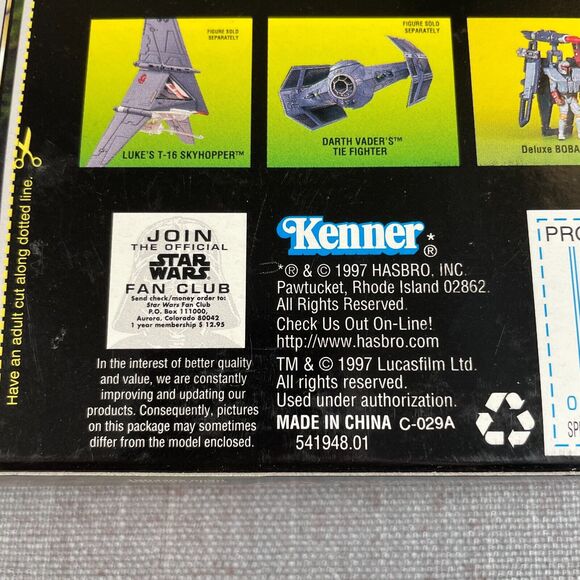 FIGURE SOLD
SEPARATELY
LUKE'S T-16 SKYHOPPER™
FIGURE SOLD
SEPARATELY
DARTH VADER'S™
TIE FIGHTER
Deluxe BOBA
Have an adult cut along dotted line.
JOIN
THE OFFICIAL
STAR
WARS
FAN CLUB
Send check/money order to:
Star Wars Fan Club
P.O. Box 111000,
Aurora, Colorado 80042
1 year membership $ 12.95
In the interest of better quality
and value, we are constantly
improving and updating our
products. Consequently, pictures
on this package may sometimes
differ from the model enclosed.
Kenner®*
*® & © 1997 HASBRO, INC.
Pawtucket, Rhode Island 02862.
All Rights Reserved.
Check Us Out On-Line!
http://www.hasbro.com
TM & © 1997 Lucasfilm Ltd.
All rights reserved.
Used under authorization.
MADE IN CHINA C-029A
541948.01
PRO
0
SP